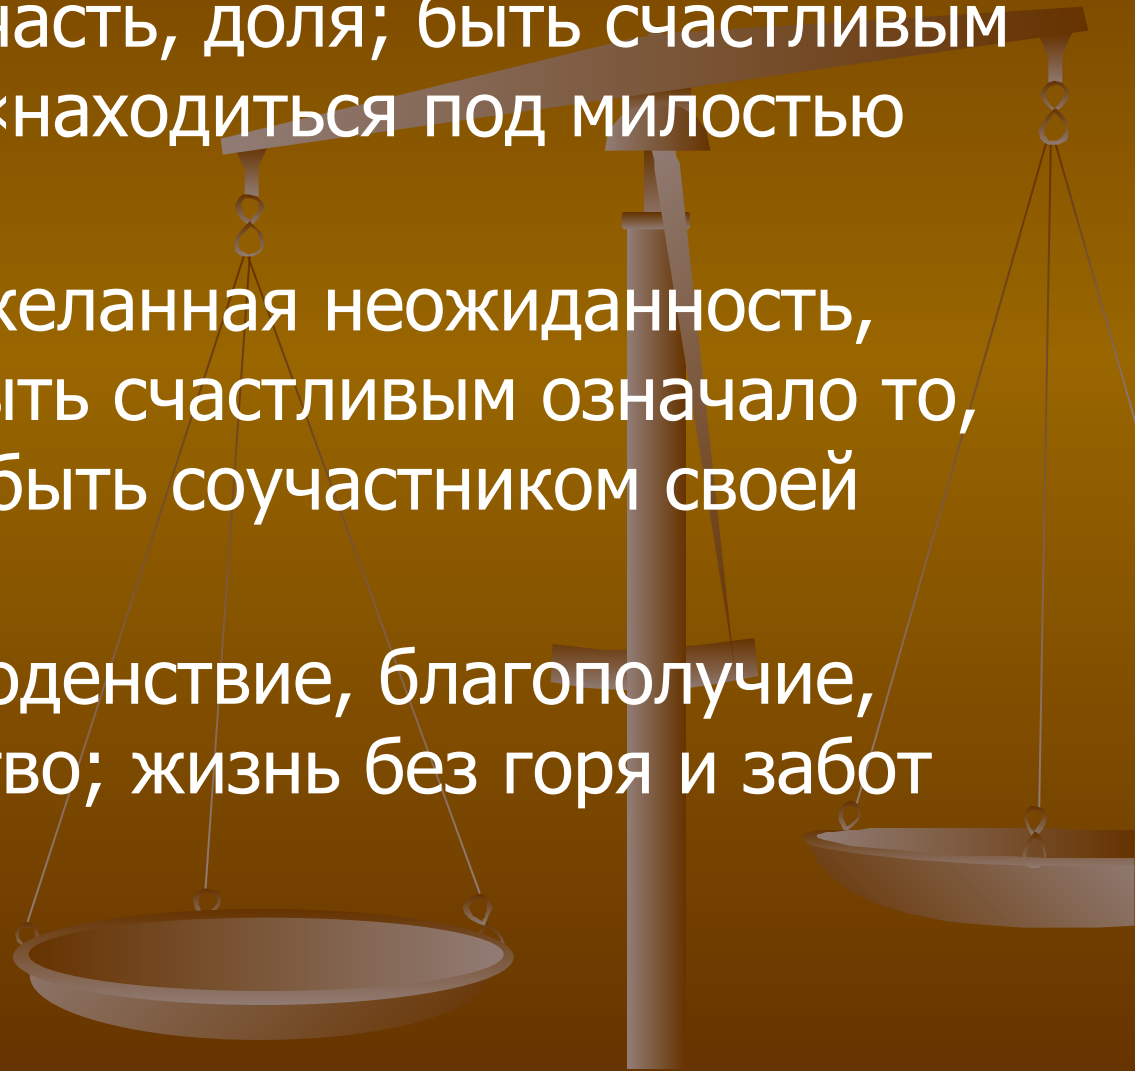 часть, доля; быть счастливым
«находиться под милостью
желанная неожиданность,
ыть счастливым означало то,
быть соучастником своей
оденствие, благополучие,
тво; жизнь без горя и забот